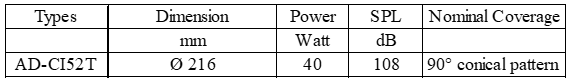 Types Dimension Power SPL Nominal Coverage
mm Watt dB
AD-CI52T Ø 216 40 108 90° conical pattern